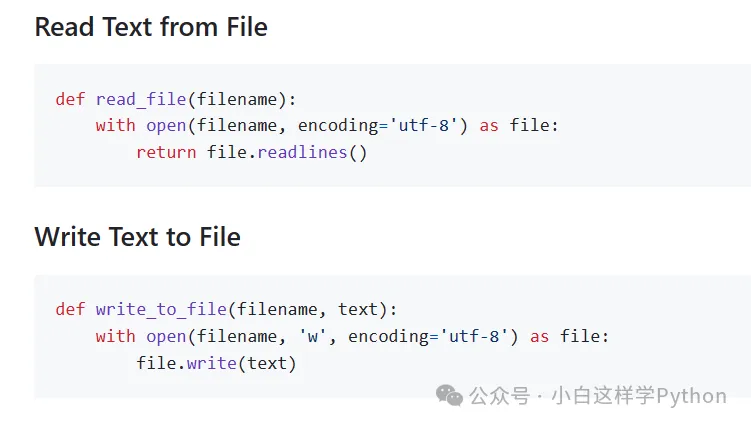 Read Text from File
def read_file(filename):
    with open(filename, encoding='utf-8') as file:
        return file.readlines()
Write Text to File
def write_to_file(filename, text):
    with open(filename, 'w', encoding='utf-8') as file:
        file.write(text)
公众号 · 小白这样学Python